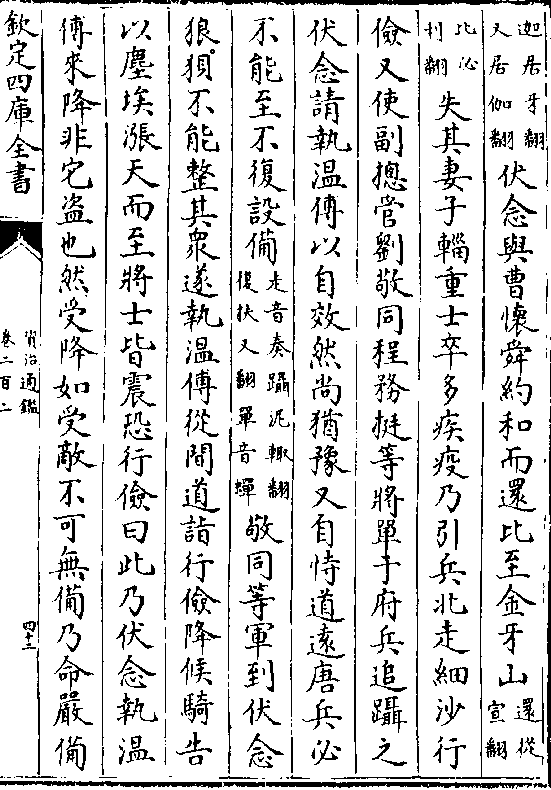 迦居牙翻
又居伽翻
伏念與曹懷舜約和而還比至金牙山
還從
宣翻
比必
利翻
失其妻子輜重士卒多疾疫乃引兵北走細沙行
儉又使副摠管劉敬同程務挺等將單于府兵追躡之
伏念請執温傅以自效然尚猶豫又自恃道遠唐兵必
不能至不復設備
走音奏躡泥輙翻
復扶又翻單音蟬
敬同等軍到伏念
狼狽不能整其衆遂執温傅從間道詣行儉降候騎告
以塵埃漲天而至將士皆震恐行儉曰此乃伏念執温
傅來降非它盗也然受降如受敵不可無備乃命嚴備
欽定四庫全書
資治通鑑
卷二百二
四十三